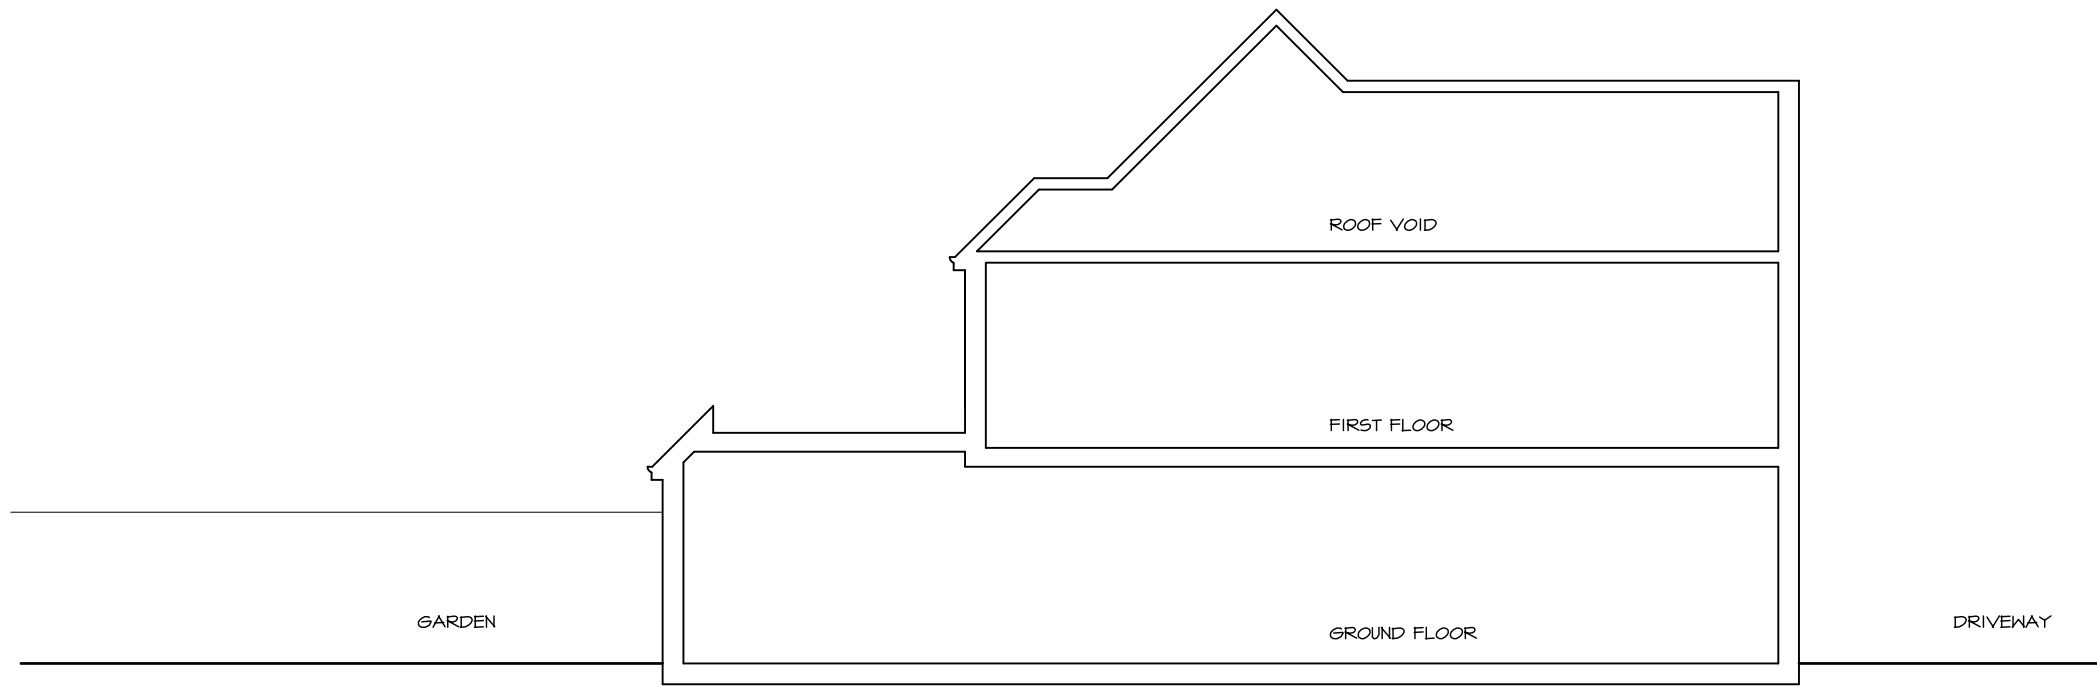 ROOF VOID
FIRST FLOOR
GARDEN
GROUND FLOOR
DRIVEWAY